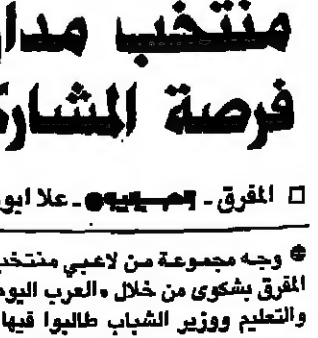 منتخب مدار
فرصة المشارك
□ المفرق - - علا ابو
● وجه مجموعة من لاعبي منتخب
المفرق بشكوى من خلال «العرب اليوم
والتعليم ووزير الشباب طالبوا فيها